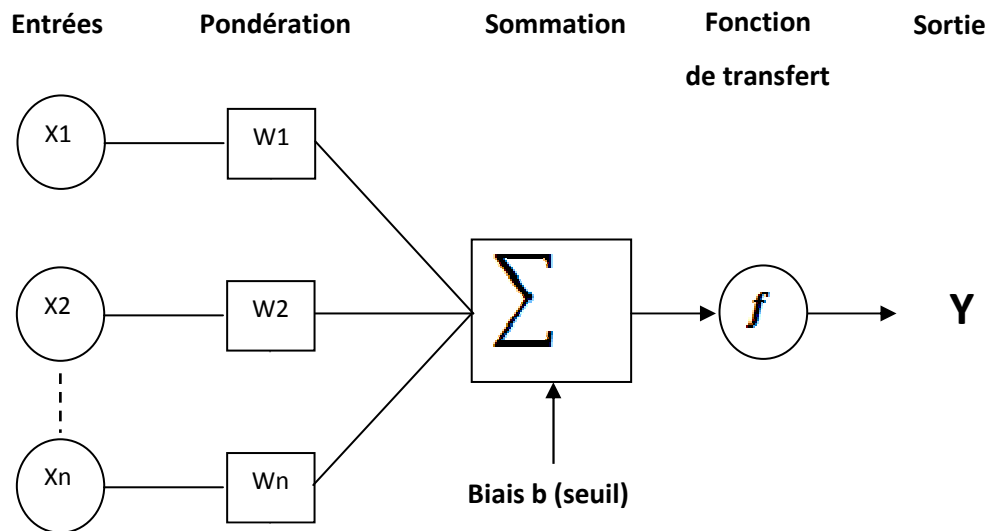 Entrées Pondération Sommation Fonction Sortie
de transfert
X1 W1
X2 W2 ∑ f Y
Xn Wn
Biais b (seuil)